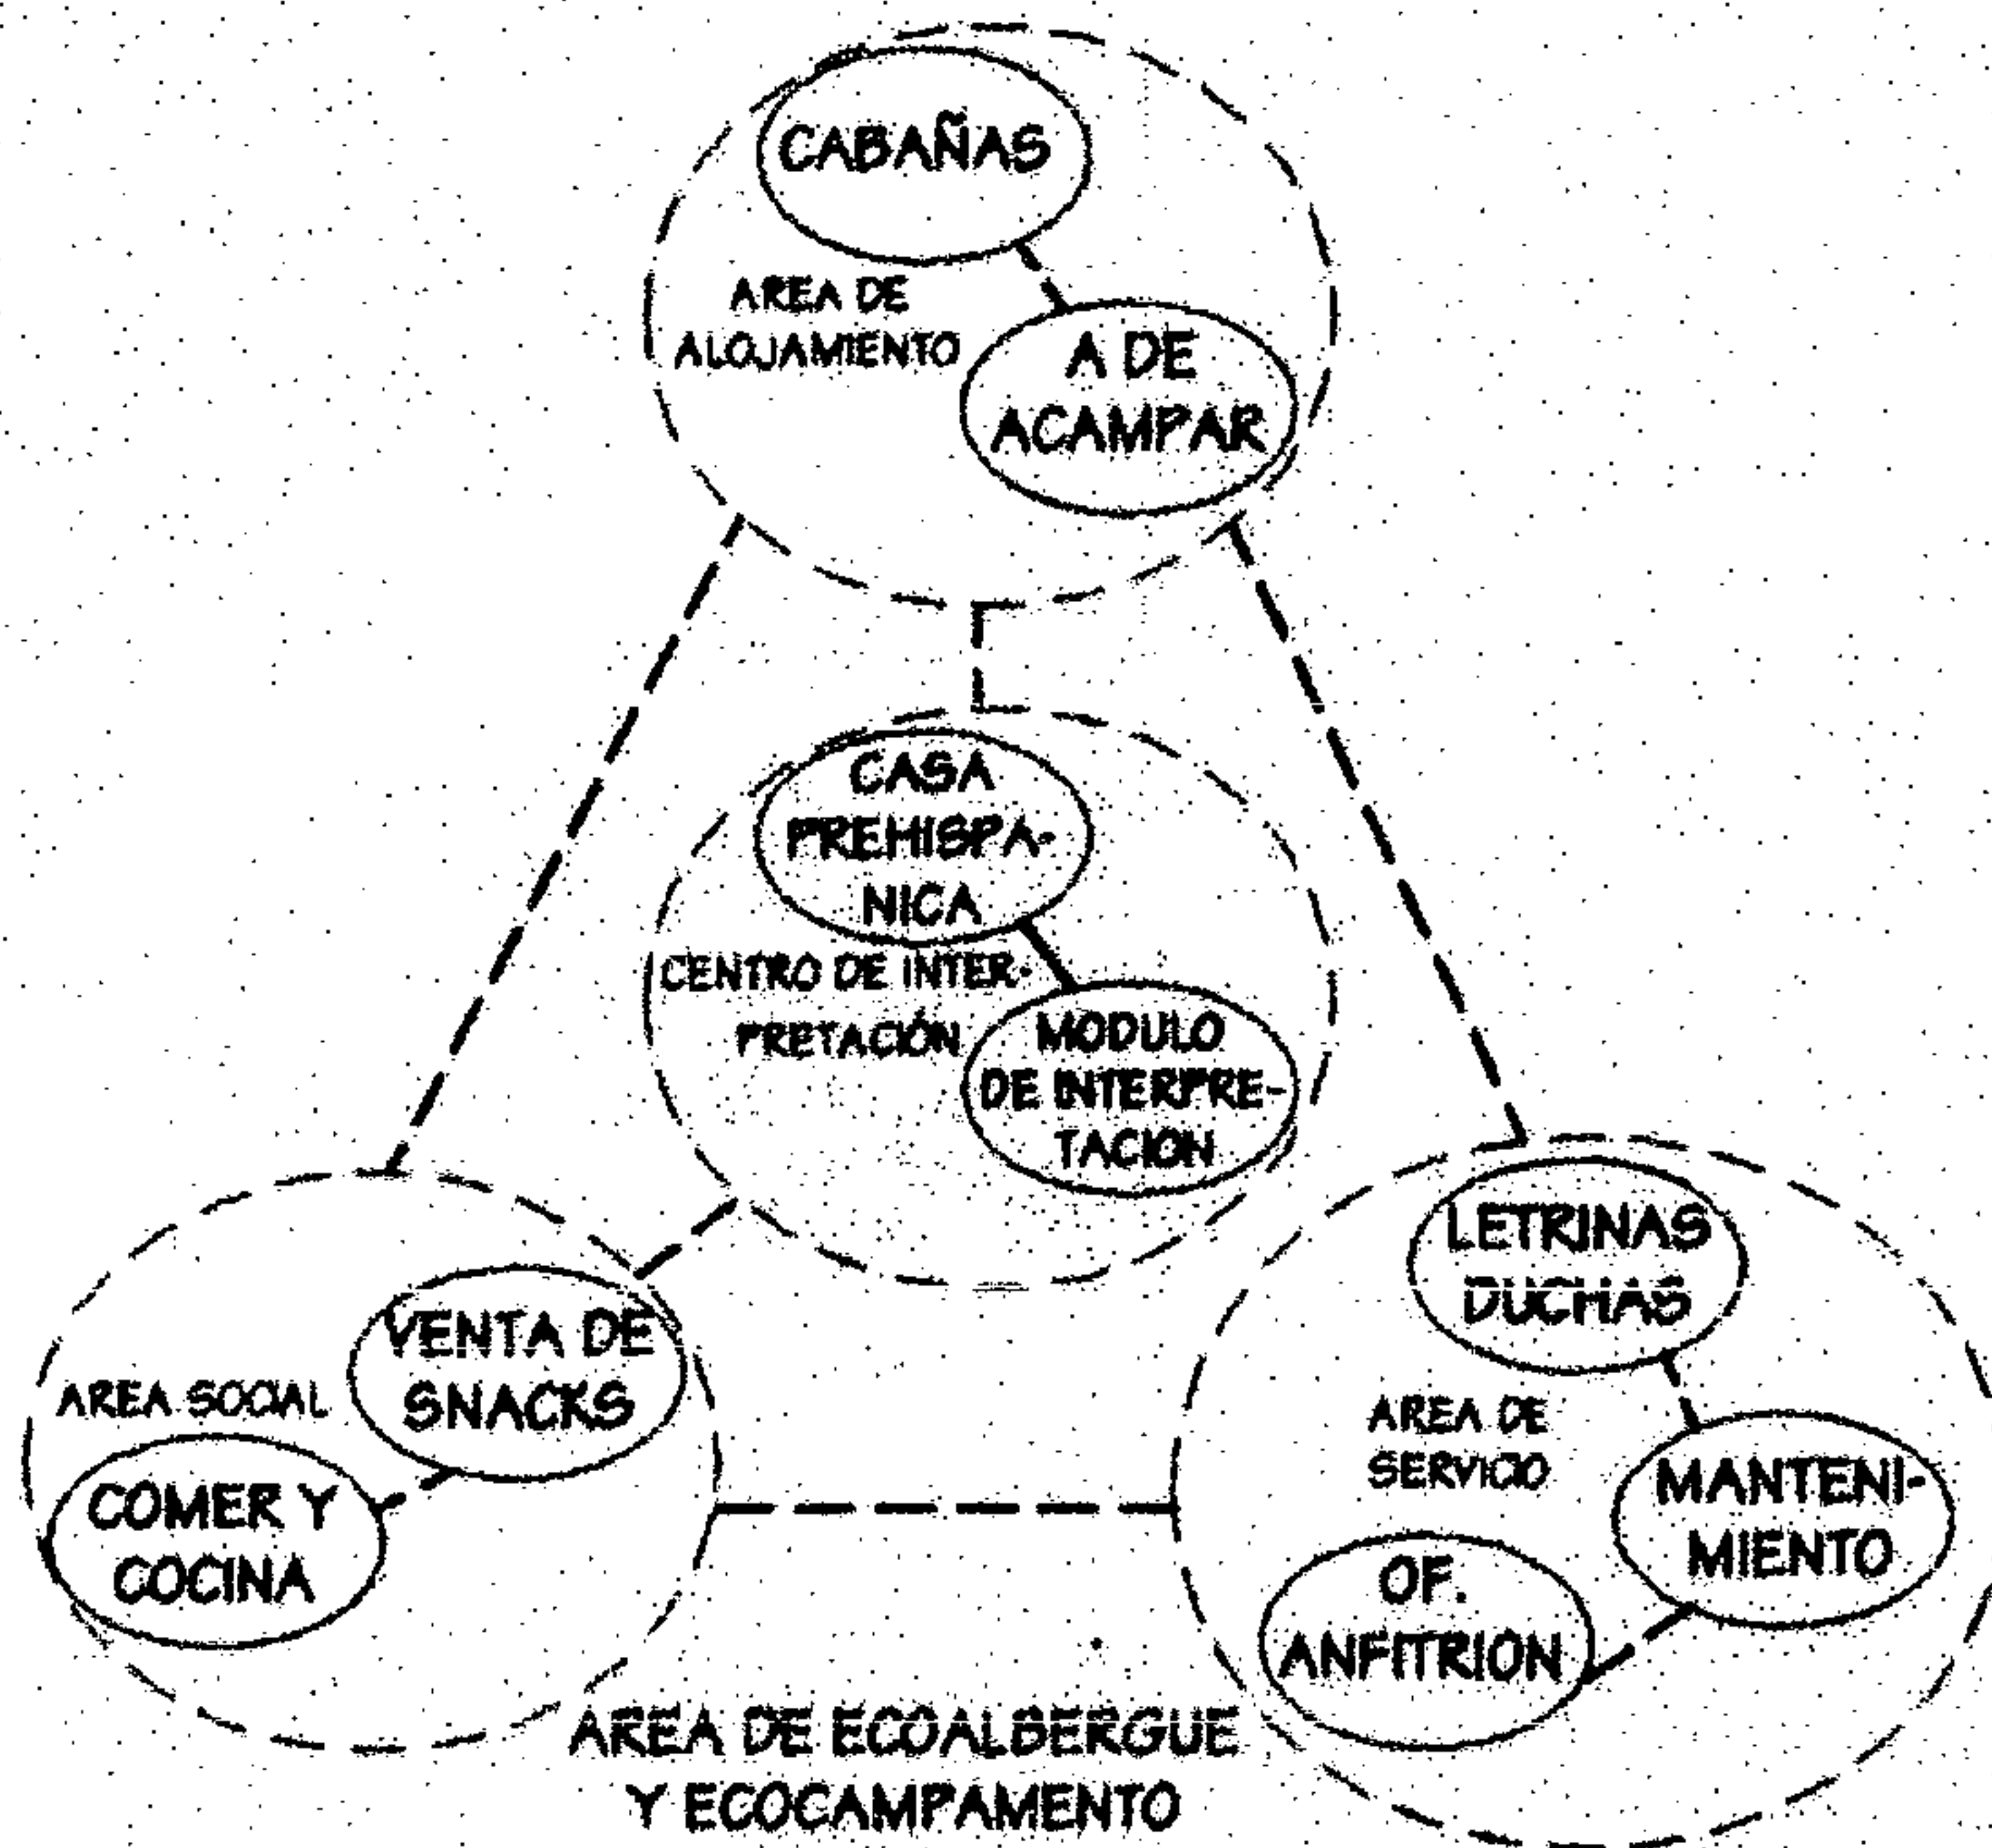 CABAÑAS
AREA DE
ALOJAMIENTO
A DE
ACAMPAR
CASA
PREHISPA-
NICA
CENTRO DE INTER-
PRETACIÓN
MODULO
DE INTERPRE-
TACION
VENTA DE
SNACKS
AREA SOCIAL
COMER Y
COCINA
LETRINAS
DUCHAS
AREA DE
SERVICIO
MANTENI-
MIENTO
OF.
ANFITRION
AREA DE ECOALBERGUE
Y ECOCAMPAMENTO